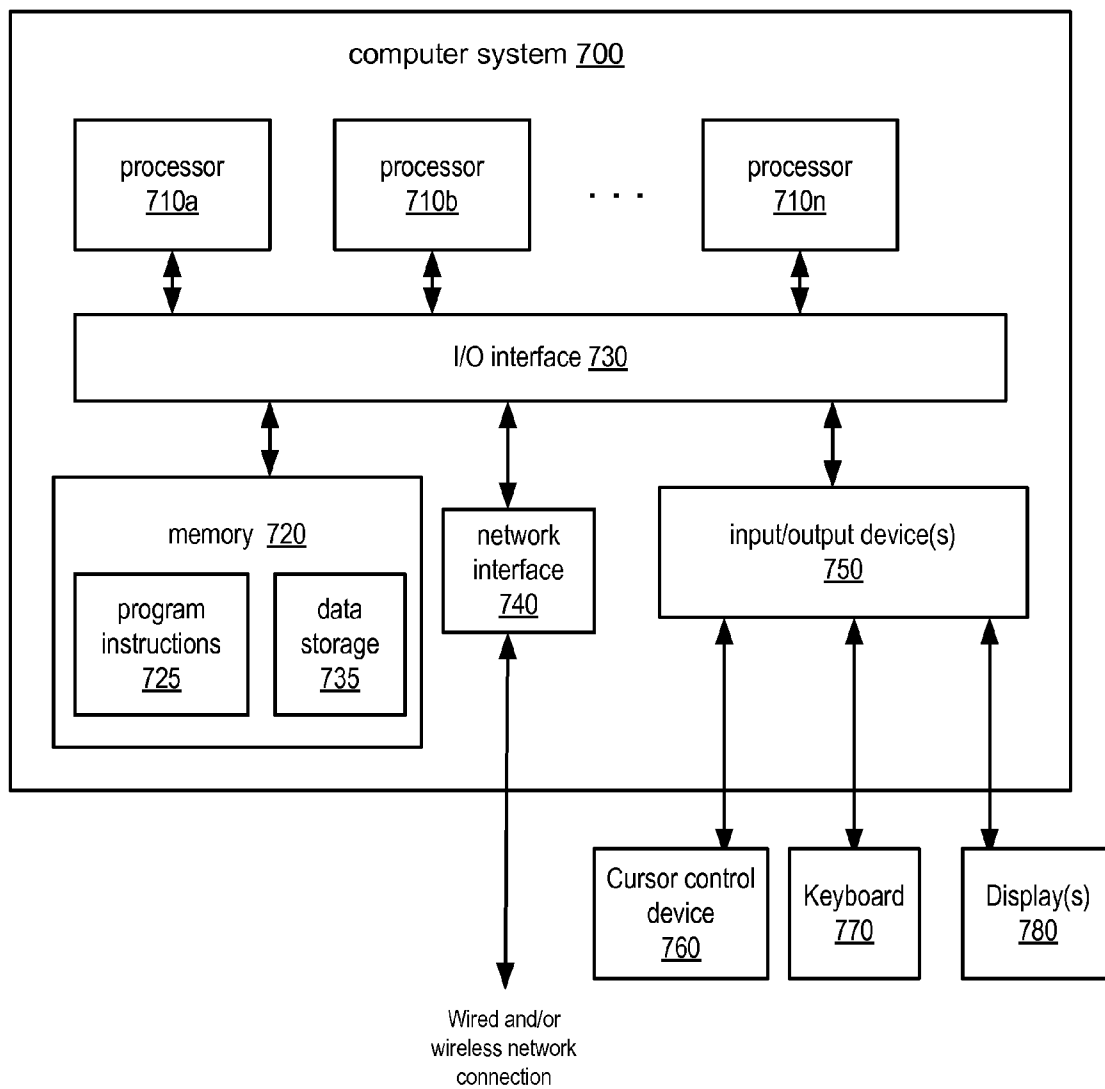 computer system 700
processor
710a
processor
710b
. . .
processor
710n
I/O interface 730
memory 720
program
instructions
725
data
storage
735
network
interface
740
input/output device(s)
750
Cursor control
device
760
Keyboard
770
Display(s)
780
Wired and/or
wireless network
connection